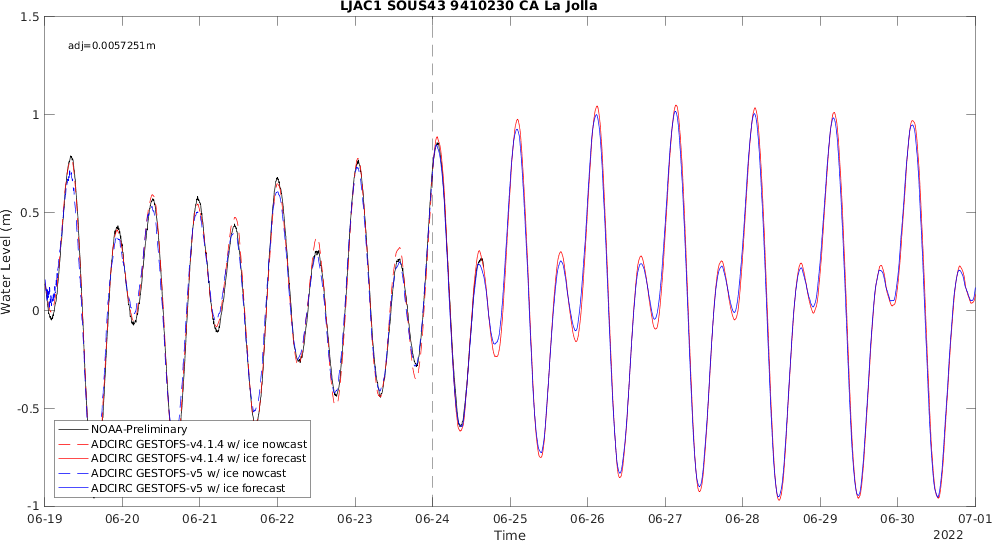 LJAC1 SOUS43 9410230 CA La Jolla
1.5
adj=0.0057251m
1
0.5
0
-0.5
-1
Water Level (m)
NOAA-Preliminary
ADCIRC GESTOFS-v4.1.4 w/ ice nowcast
ADCIRC GESTOFS-v4.1.4 w/ ice forecast
ADCIRC GESTOFS-v5 w/ ice nowcast
ADCIRC GESTOFS-v5 w/ ice forecast
06-19 06-20 06-21 06-22 06-23 06-24 06-25 06-26 06-27 06-28 06-29 06-30 07-01
Time
2022